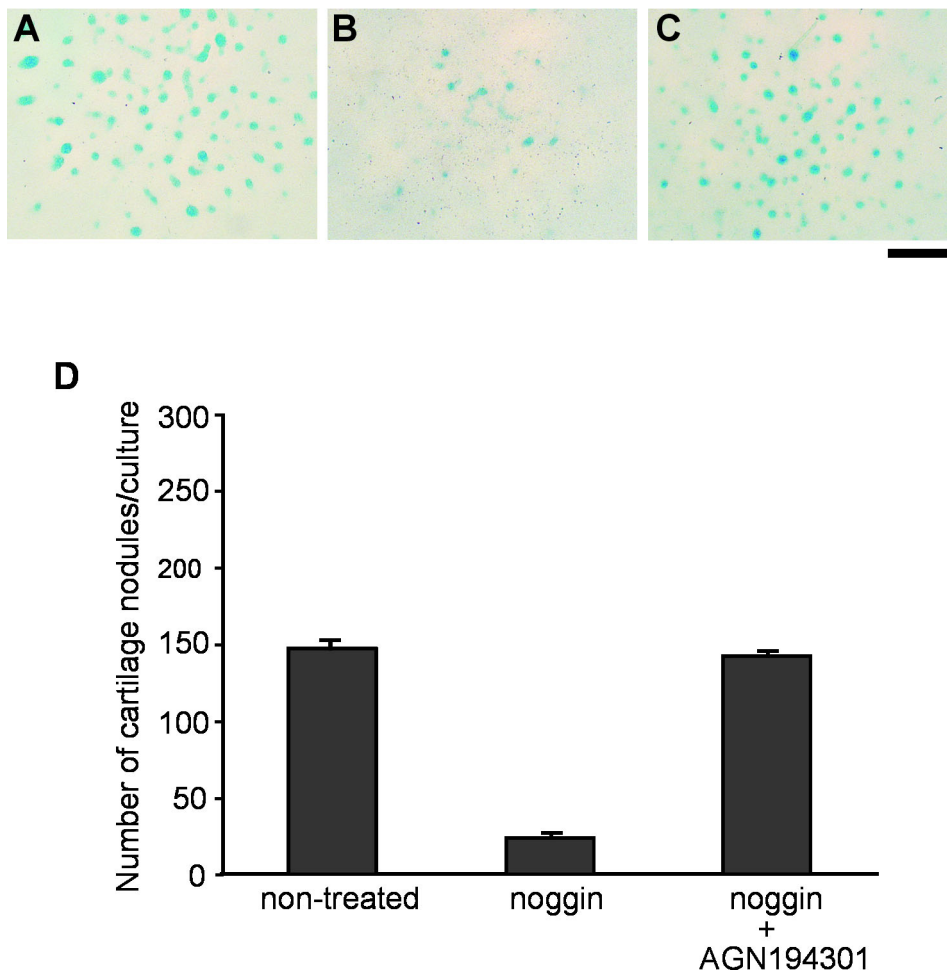 A B C
D
Number of cartilage nodules/culture
300
250
200
150
100
50
0
non-treated noggin noggin
+
AGN194301